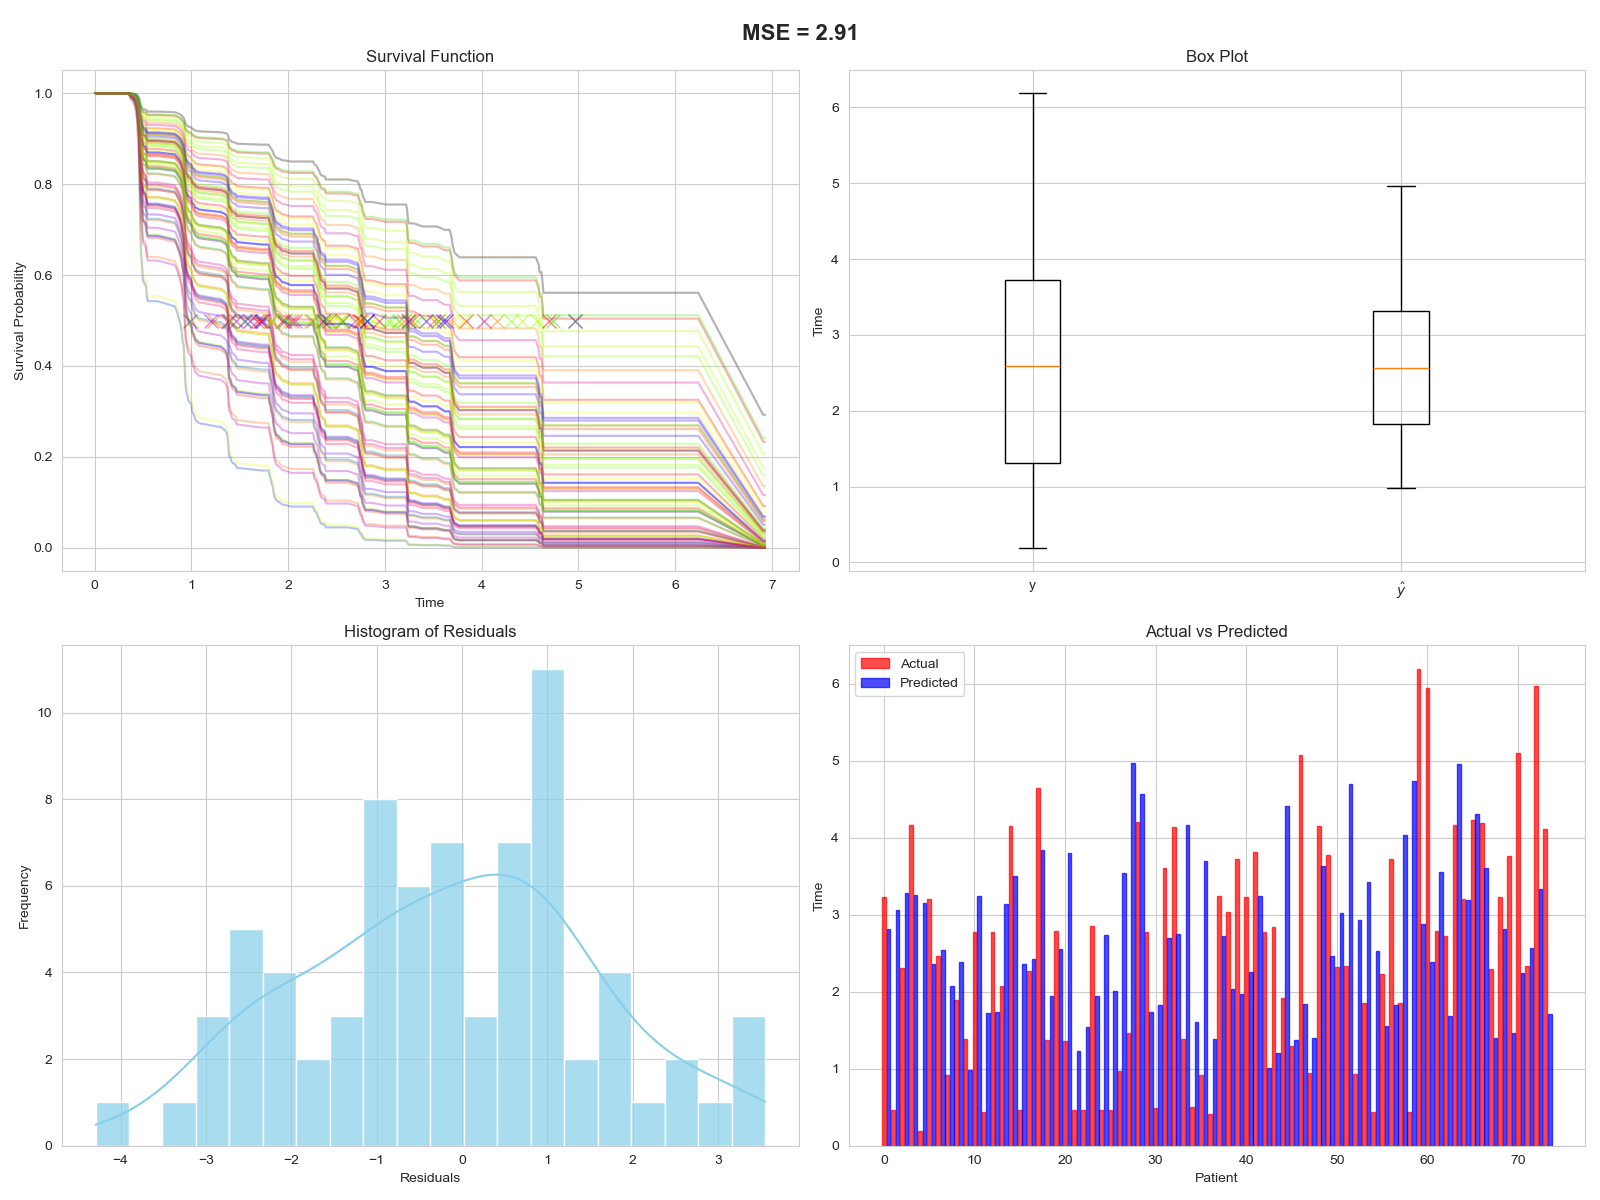 MSE = 2.91
Survival Function
Survival Probability
1.0
0.8
0.6
0.4
0.2
0.0
0 1 2 3 4 5 6 7
Time
Box Plot
Time
6
5
4
3
2
1
0
y ŷ
Histogram of Residuals
Frequency
10
8
6
4
2
0
−4 −3 −2 −1 0 1 2 3
Residuals
Actual vs Predicted
Actual
Predicted
Time
6
5
4
3
2
1
0
0 10 20 30 40 50 60 70
Patient